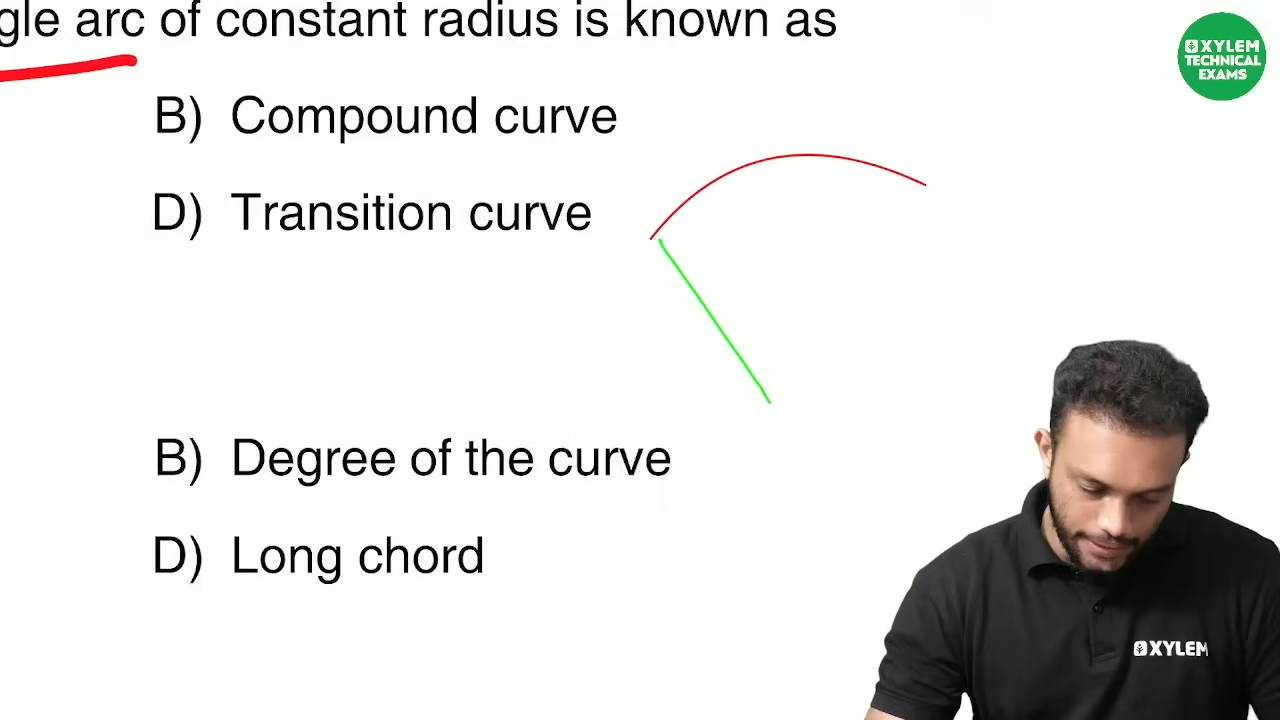 gle arc of constant radius is known as
B) Compound curve
D) Transition curve
B) Degree of the curve
D) Long chord
XYLEM
TECHNICAL
EXAMS
XYLEM